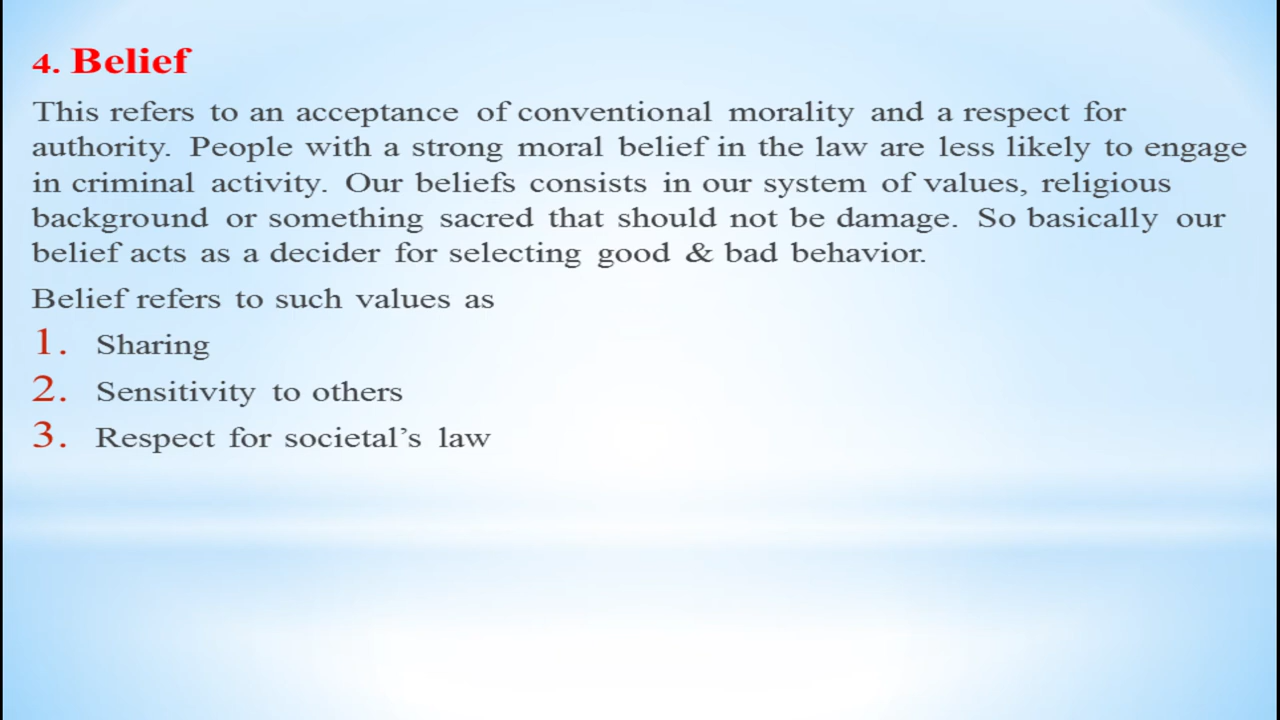 4. Belief
This refers to an acceptance of conventional morality and a respect for
authority. People with a strong moral belief in the law are less likely to engage
in criminal activity. Our beliefs consists in our system of values, religious
background or something sacred that should not be damage. So basically our
belief acts as a decider for selecting good & bad behavior.
Belief refers to such values as
1. Sharing
2. Sensitivity to others
3. Respect for societal’s law